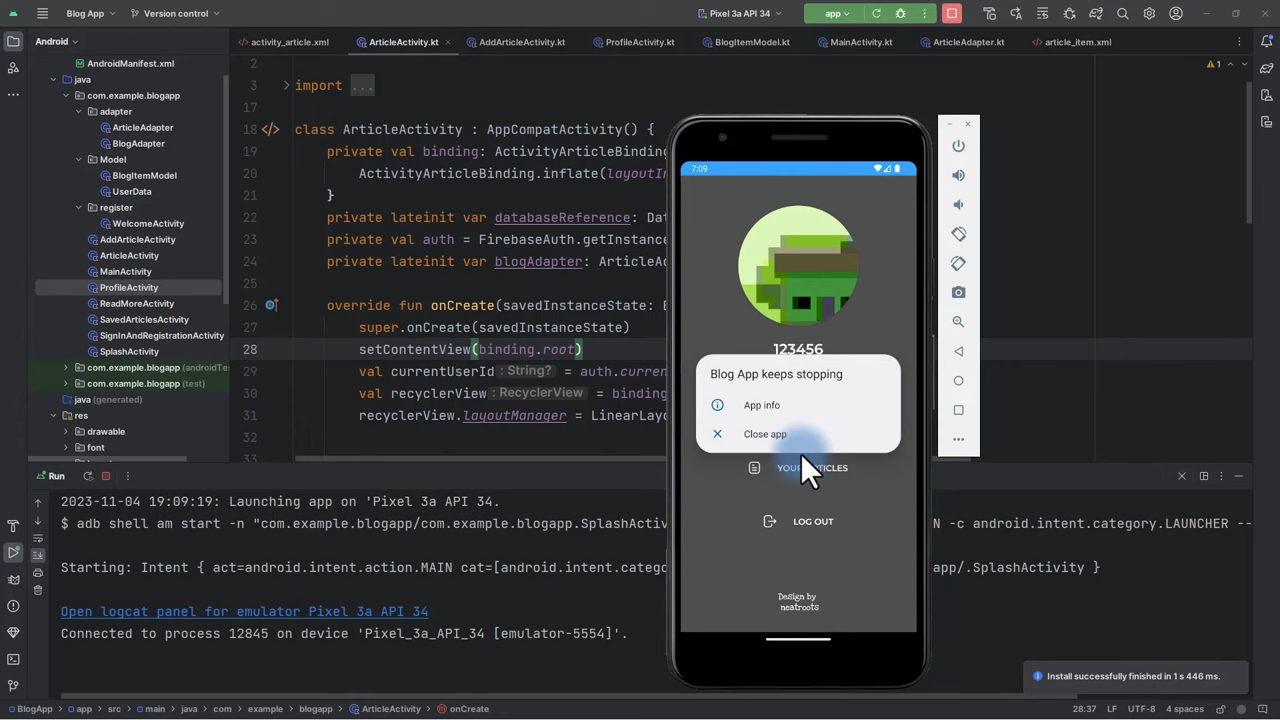 Blog App
Version control
Pixel 3a API 34
app
Android
activity_article.xml
ArticleActivity.kt
AddArticleActivity.kt
ProfileActivity.kt
BlogItemModel.kt
MainActivity.kt
ArticleAdapter.kt
article_item.xml
AndroidManifest.xml
java
com.example.blogapp
adapter
ArticleAdapter
BlogAdapter
Model
BlogItemModel
UserData
register
WelcomeActivity
AddArticleActivity
ArticleActivity
MainActivity
ProfileActivity
ReadMoreActivity
SavedArticlesActivity
SignInAndRegistrationActivity
SplashActivity
com.example.blogapp (androidTe
com.example.blogapp (test)
java (generated)
res
drawable
font
2
3 import ...
17
18 class ArticleActivity : AppCompatActivity() {
19 private val binding: ActivityArticleBinding
20 ActivityArticleBinding.inflate(layoutIn
21 }
22 private lateinit var databaseReference: Dat
23 private val auth = FirebaseAuth.getInstance
24 private lateinit var blogAdapter: ArticleAd
25
26 override fun onCreate(savedInstanceState: B
27 super.onCreate(savedInstanceState)
28 setContentView(binding.root)
29 val currentUserId : String? = auth.curre
30 val recyclerView : RecyclerView = binding
31 recyclerView.layoutManager = LinearLay
32
33
1
7:09
123456
Blog App keeps stopping
App info
Close app
LOG OUT
Design by
neatroots
Run
2023-11-04 19:09:19: Launching app on 'Pixel 3a API 34.
$ adb shell am start -n "com.example.blogapp/com.example.blogapp.SplashActiv N -c android.intent.category.LAUNCHER --
Starting: Intent { act=android.intent.action.MAIN cat=[android.intent.catego app/.SplashActivity }
Open logcat panel for emulator Pixel 3a API 34
Connected to process 12845 on device 'Pixel_3a_API_34 [emulator-5554]'.
Install successfully finished in 1 s 446 ms.
BlogApp
app
src
main
java
com
example
blogapp
ArticleActivity
onCreate
28:37
LF
UTF-8
4 spaces